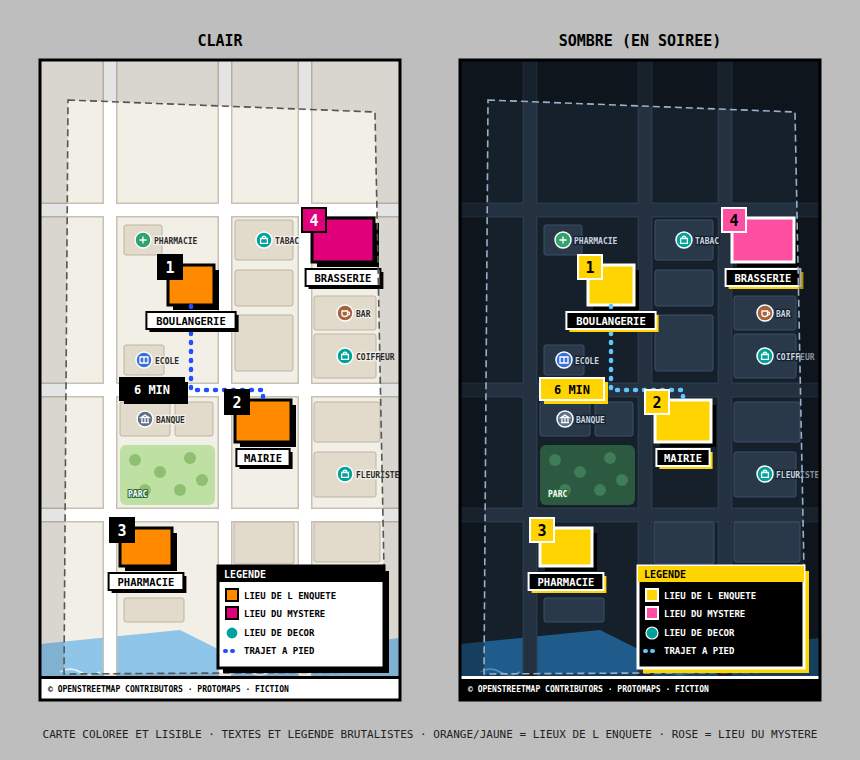 CLAIR
4
PHARMACIE
TABAC
1
BRASSERIE
BOULANGERIE
BAR
ECOLE
COIFFEUR
6 MIN
2
BANQUE
MAIRIE
FLEURISTE
PARC
3
PHARMACIE
LEGENDE
LIEU DE L ENQUETE
LIEU DU MYSTERE
LIEU DE DECOR
TRAJET A PIED
© OPENSTREETMAP CONTRIBUTORS · PROTOMAPS · FICTION
SOMBRE (EN SOIREE)
4
PHARMACIE
TABAC
1
BRASSERIE
BOULANGERIE
BAR
ECOLE
COIFFEUR
6 MIN
2
BANQUE
MAIRIE
FLEURISTE
PARC
3
PHARMACIE
LEGENDE
LIEU DE L ENQUETE
LIEU DU MYSTERE
LIEU DE DECOR
TRAJET A PIED
© OPENSTREETMAP CONTRIBUTORS · PROTOMAPS · FICTION
CARTE COLOREE ET LISIBLE · TEXTES ET LEGENDE BRUTALISTES · ORANGE/JAUNE = LIEUX DE L ENQUETE · ROSE = LIEU DU MYSTERE